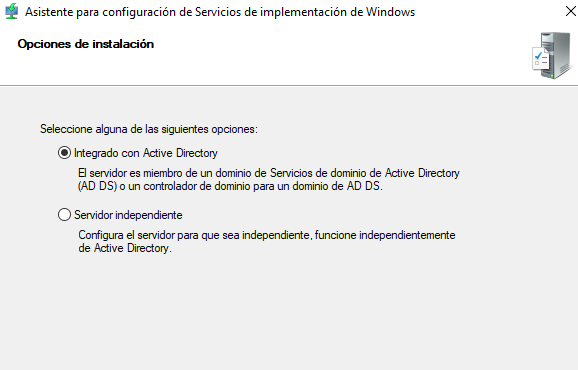 Asistente para configuración de Servicios de implementación de Windows
Opciones de instalación
Seleccione alguna de las siguientes opciones:
Integrado con Active Directory
El servidor es miembro de un dominio de Servicios de dominio de Active Directory
(AD DS) o un controlador de dominio para un dominio de AD DS.
Servidor independiente
Configura el servidor para que sea independiente, funcione independientemente
de Active Directory.